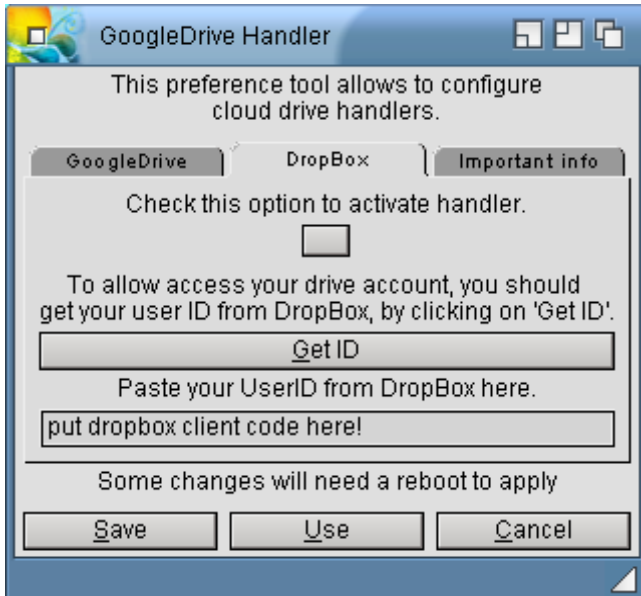 GoogleDrive Handler
This preference tool allows to configure
cloud drive handlers.
GoogleDrive DropBox Important info
Check this option to activate handler.
To allow access your drive account, you should
get your user ID from DropBox, by clicking on 'Get ID'.
Get ID
Paste your UserID from DropBox here.
put dropbox client code here!
Some changes will need a reboot to apply
Save Use Cancel